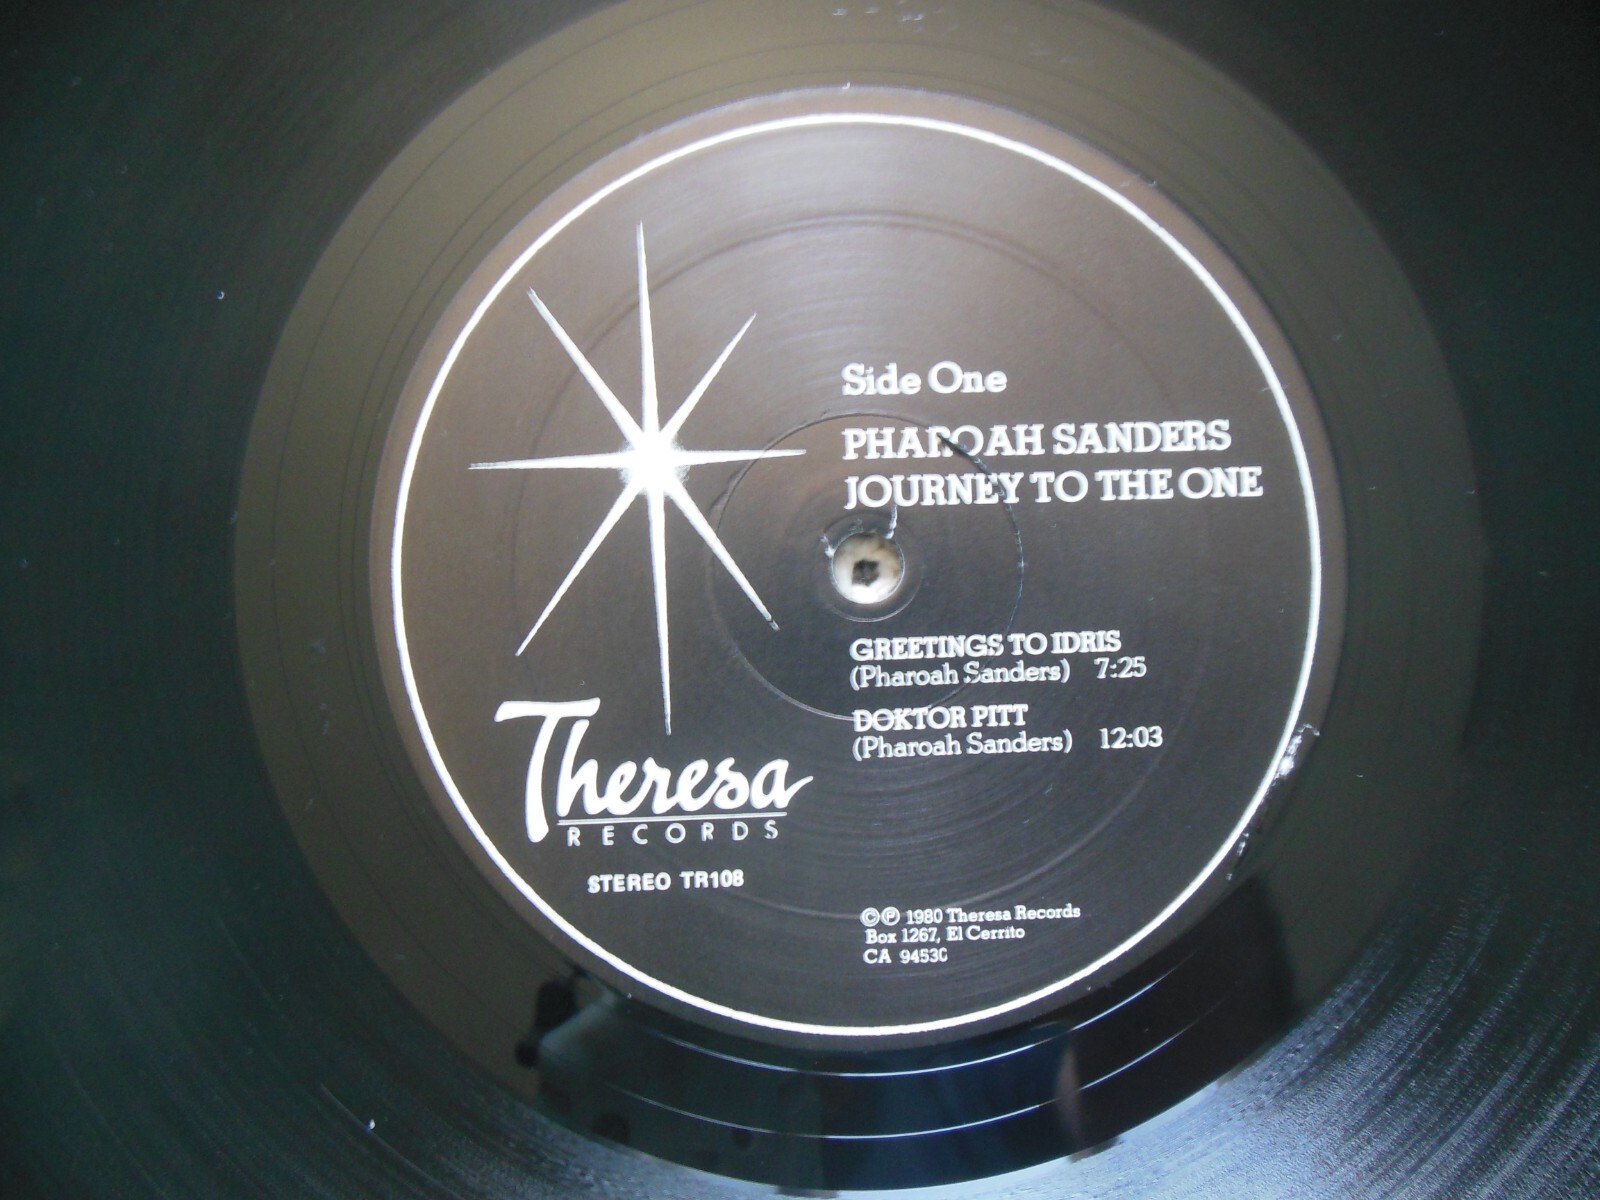 Side One
PHAROAH SANDERS
JOURNEY TO THE ONE
GREETINGS TO IDRIS
(Pharoah Sanders) 7:25
DOKTOR PITT
(Pharoah Sanders) 12:03
Theresa
RECORDS
STEREO TR108
©℗ 1980 Theresa Records
Box 1267, El Cerrito
CA 94530